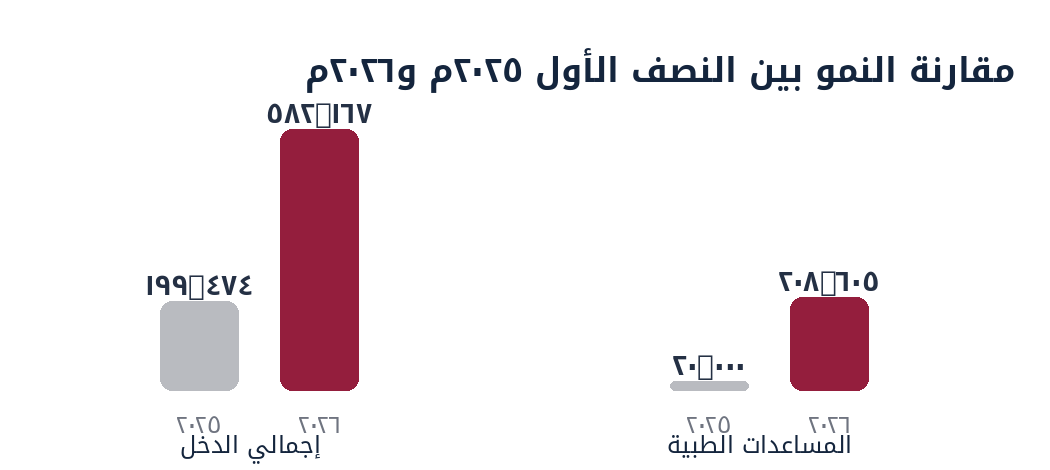 مقارنة النمو بين النصف الأول ٢٠٢٥م و٢٠٢٦م
٥٨٢▯١٦٧
١٩٩▯٤٧٤
٢٠٨▯٦٠٥
٢٠▯٠٠٠
٢٠٢٦
٢٠٢٥
المساعدات الطبية
٢٠٢٦
٢٠٢٥
إجمالي الدخل